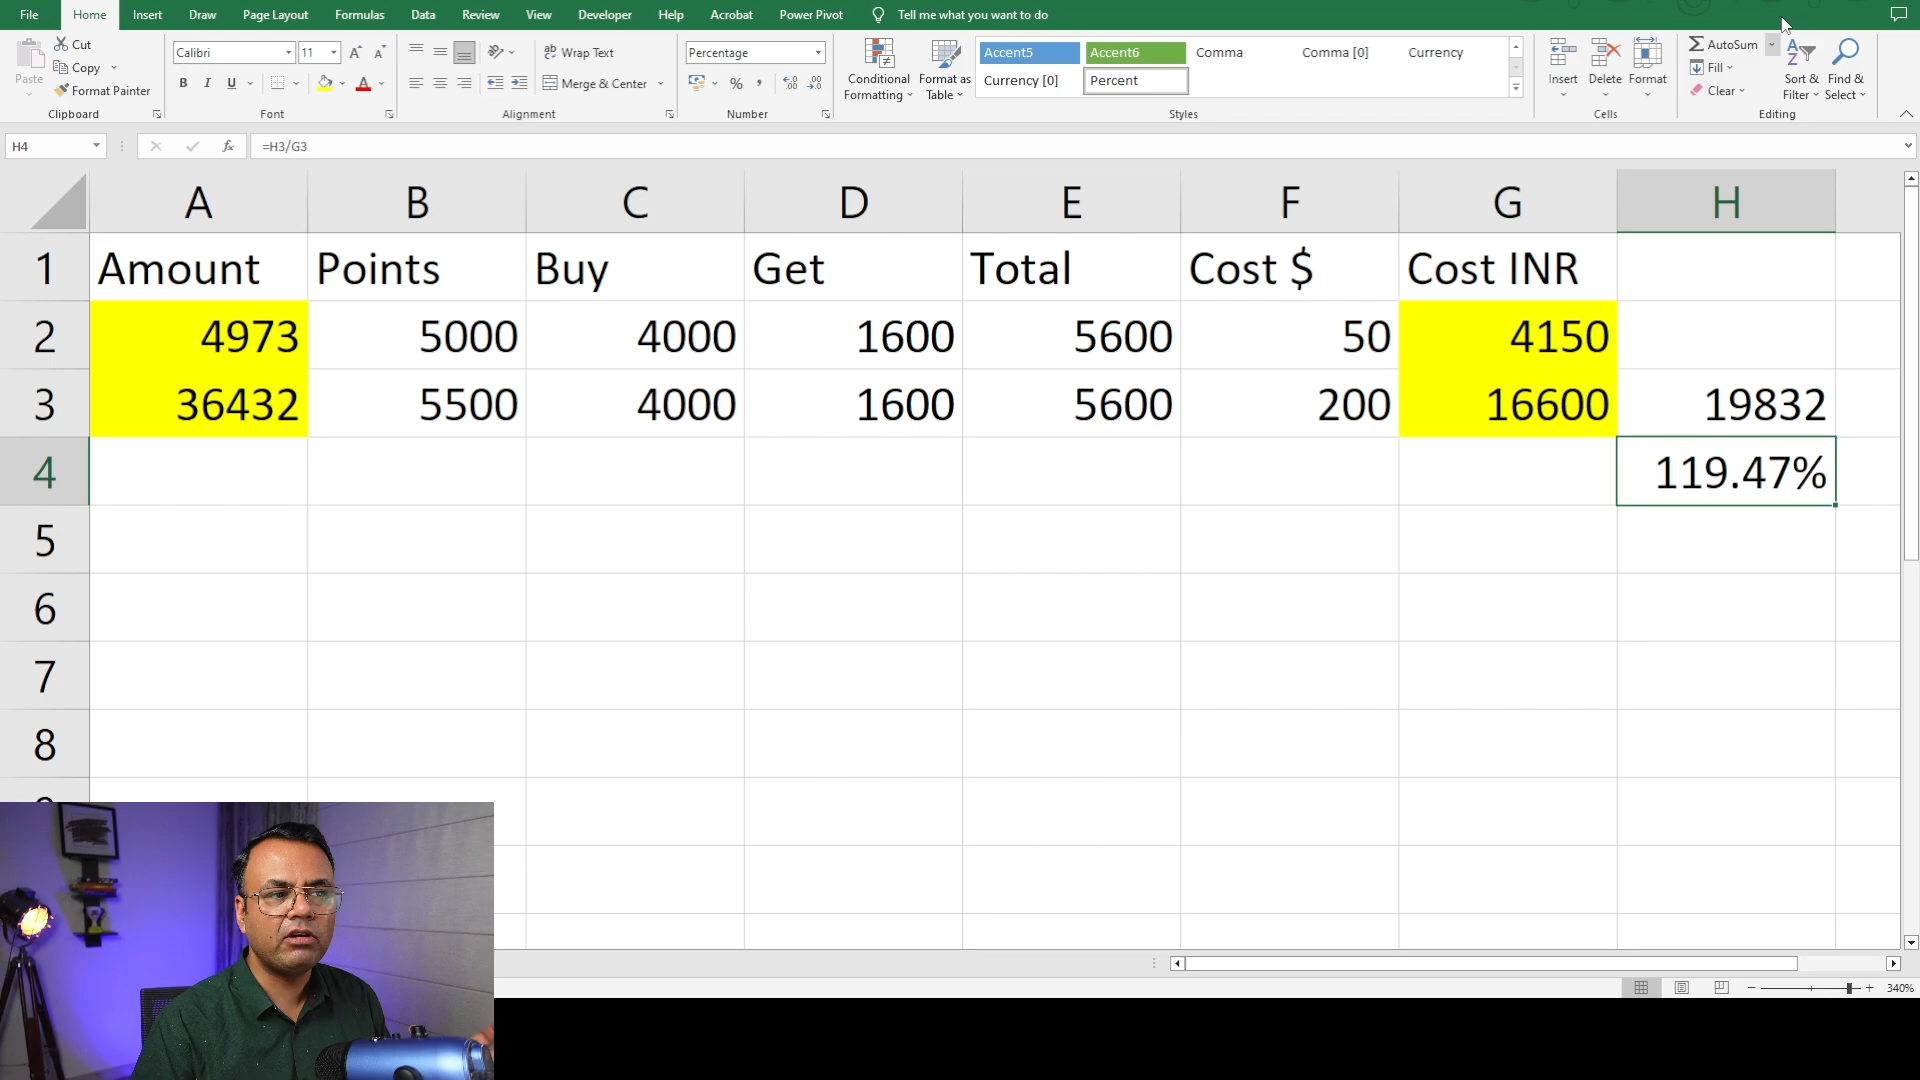 File Home Insert Draw Page Layout Formulas Data Review View Developer Help Acrobat Power Pivot Tell me what you want to do
Paste
Cut
Copy
Format Painter
Clipboard
Calibri 11
B I U
Font
Wrap Text
Merge & Center
Alignment
Percentage
%
Number
Conditional Formatting
Format as Table
Accent5 Accent6 Comma Comma [0] Currency
Currency [0] Percent
Styles
Insert Delete Format
Cells
AutoSum
Fill
Clear
Sort & Filter
Find & Select
Editing
H4 fx =H3/G3
A B C D E F G H
1 Amount Points Buy Get Total Cost $ Cost INR
2 4973 5000 4000 1600 5600 50 4150
3 36432 5500 4000 1600 5600 200 16600 19832
4 119.47%
5
6
7
8
340%